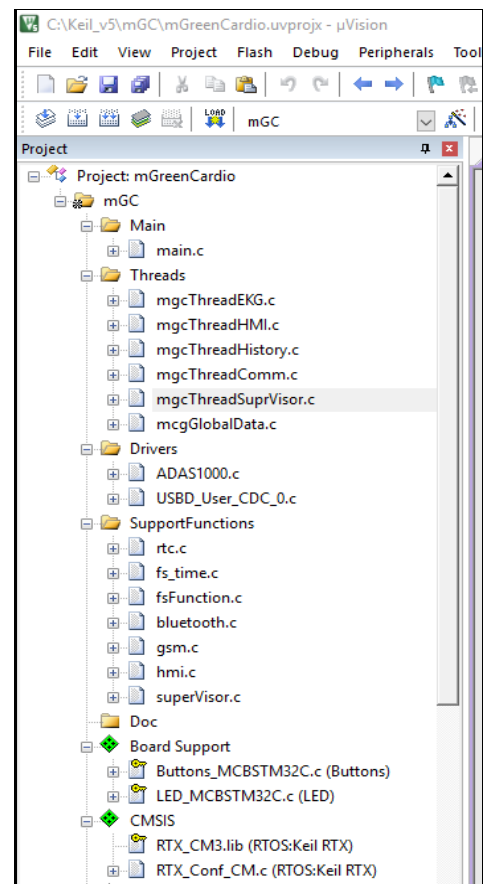 C:\Keil_v5\mGC\mGreenCardio.uvprojx - µVision
File Edit View Project Flash Debug Peripherals Tool
LOAD mGC
Project
Project: mGreenCardio
mGC
Main
main.c
Threads
mgcThreadEKG.c
mgcThreadHMI.c
mgcThreadHistory.c
mgcThreadComm.c
mgcThreadSuprVisor.c
mcgGlobalData.c
Drivers
ADAS1000.c
USBD_User_CDC_0.c
SupportFunctions
rtc.c
fs_time.c
fsFunction.c
bluetooth.c
gsm.c
hmi.c
superVisor.c
Doc
Board Support
Buttons_MCBSTM32C.c (Buttons)
LED_MCBSTM32C.c (LED)
CMSIS
RTX_CM3.lib (RTOS:Keil RTX)
RTX_Conf_CM.c (RTOS:Keil RTX)